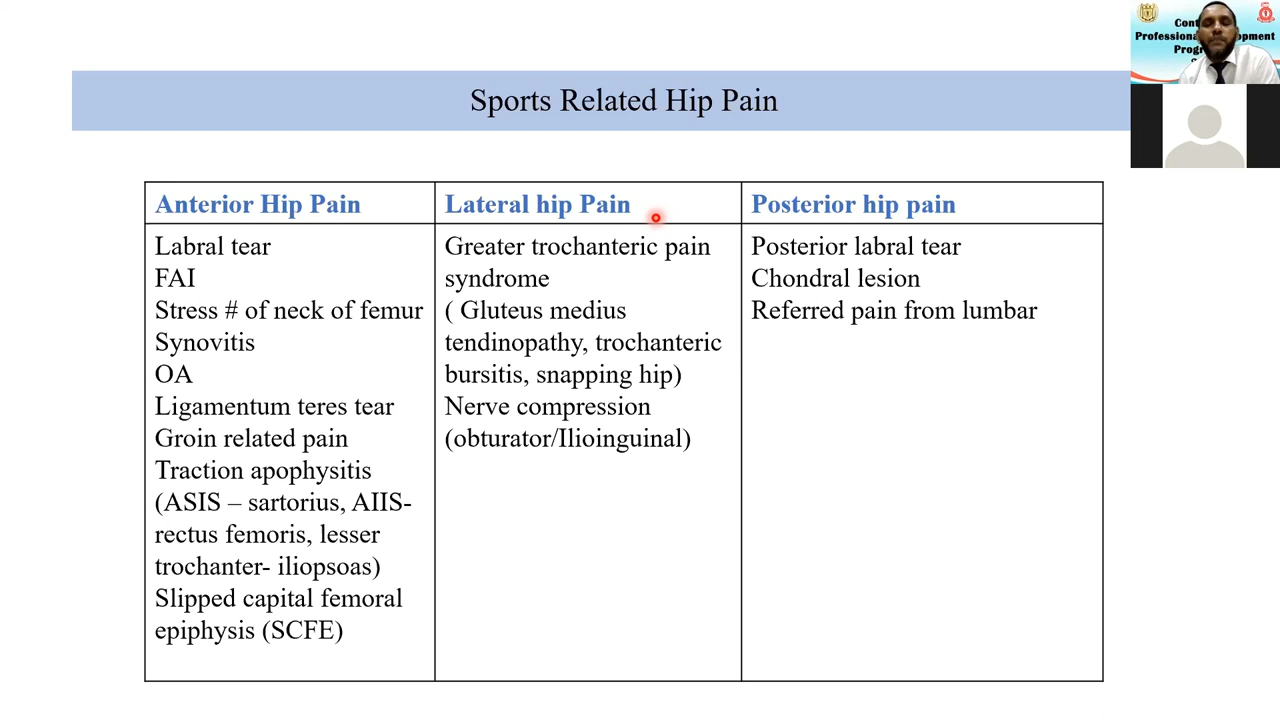 Sports Related Hip Pain
Anterior Hip Pain
Labral tear
FAI
Stress # of neck of femur
Synovitis
OA
Ligamentum teres tear
Groin related pain
Traction apophysitis
(ASIS – sartorius, AIIS-
rectus femoris, lesser
trochanter- iliopsoas)
Slipped capital femoral
epiphysis (SCFE)
Lateral hip Pain
Greater trochanteric pain
syndrome
( Gluteus medius
tendinopathy, trochanteric
bursitis, snapping hip)
Nerve compression
(obturator/Ilioinguinal)
Posterior hip pain
Posterior labral tear
Chondral lesion
Referred pain from lumbar
Professional